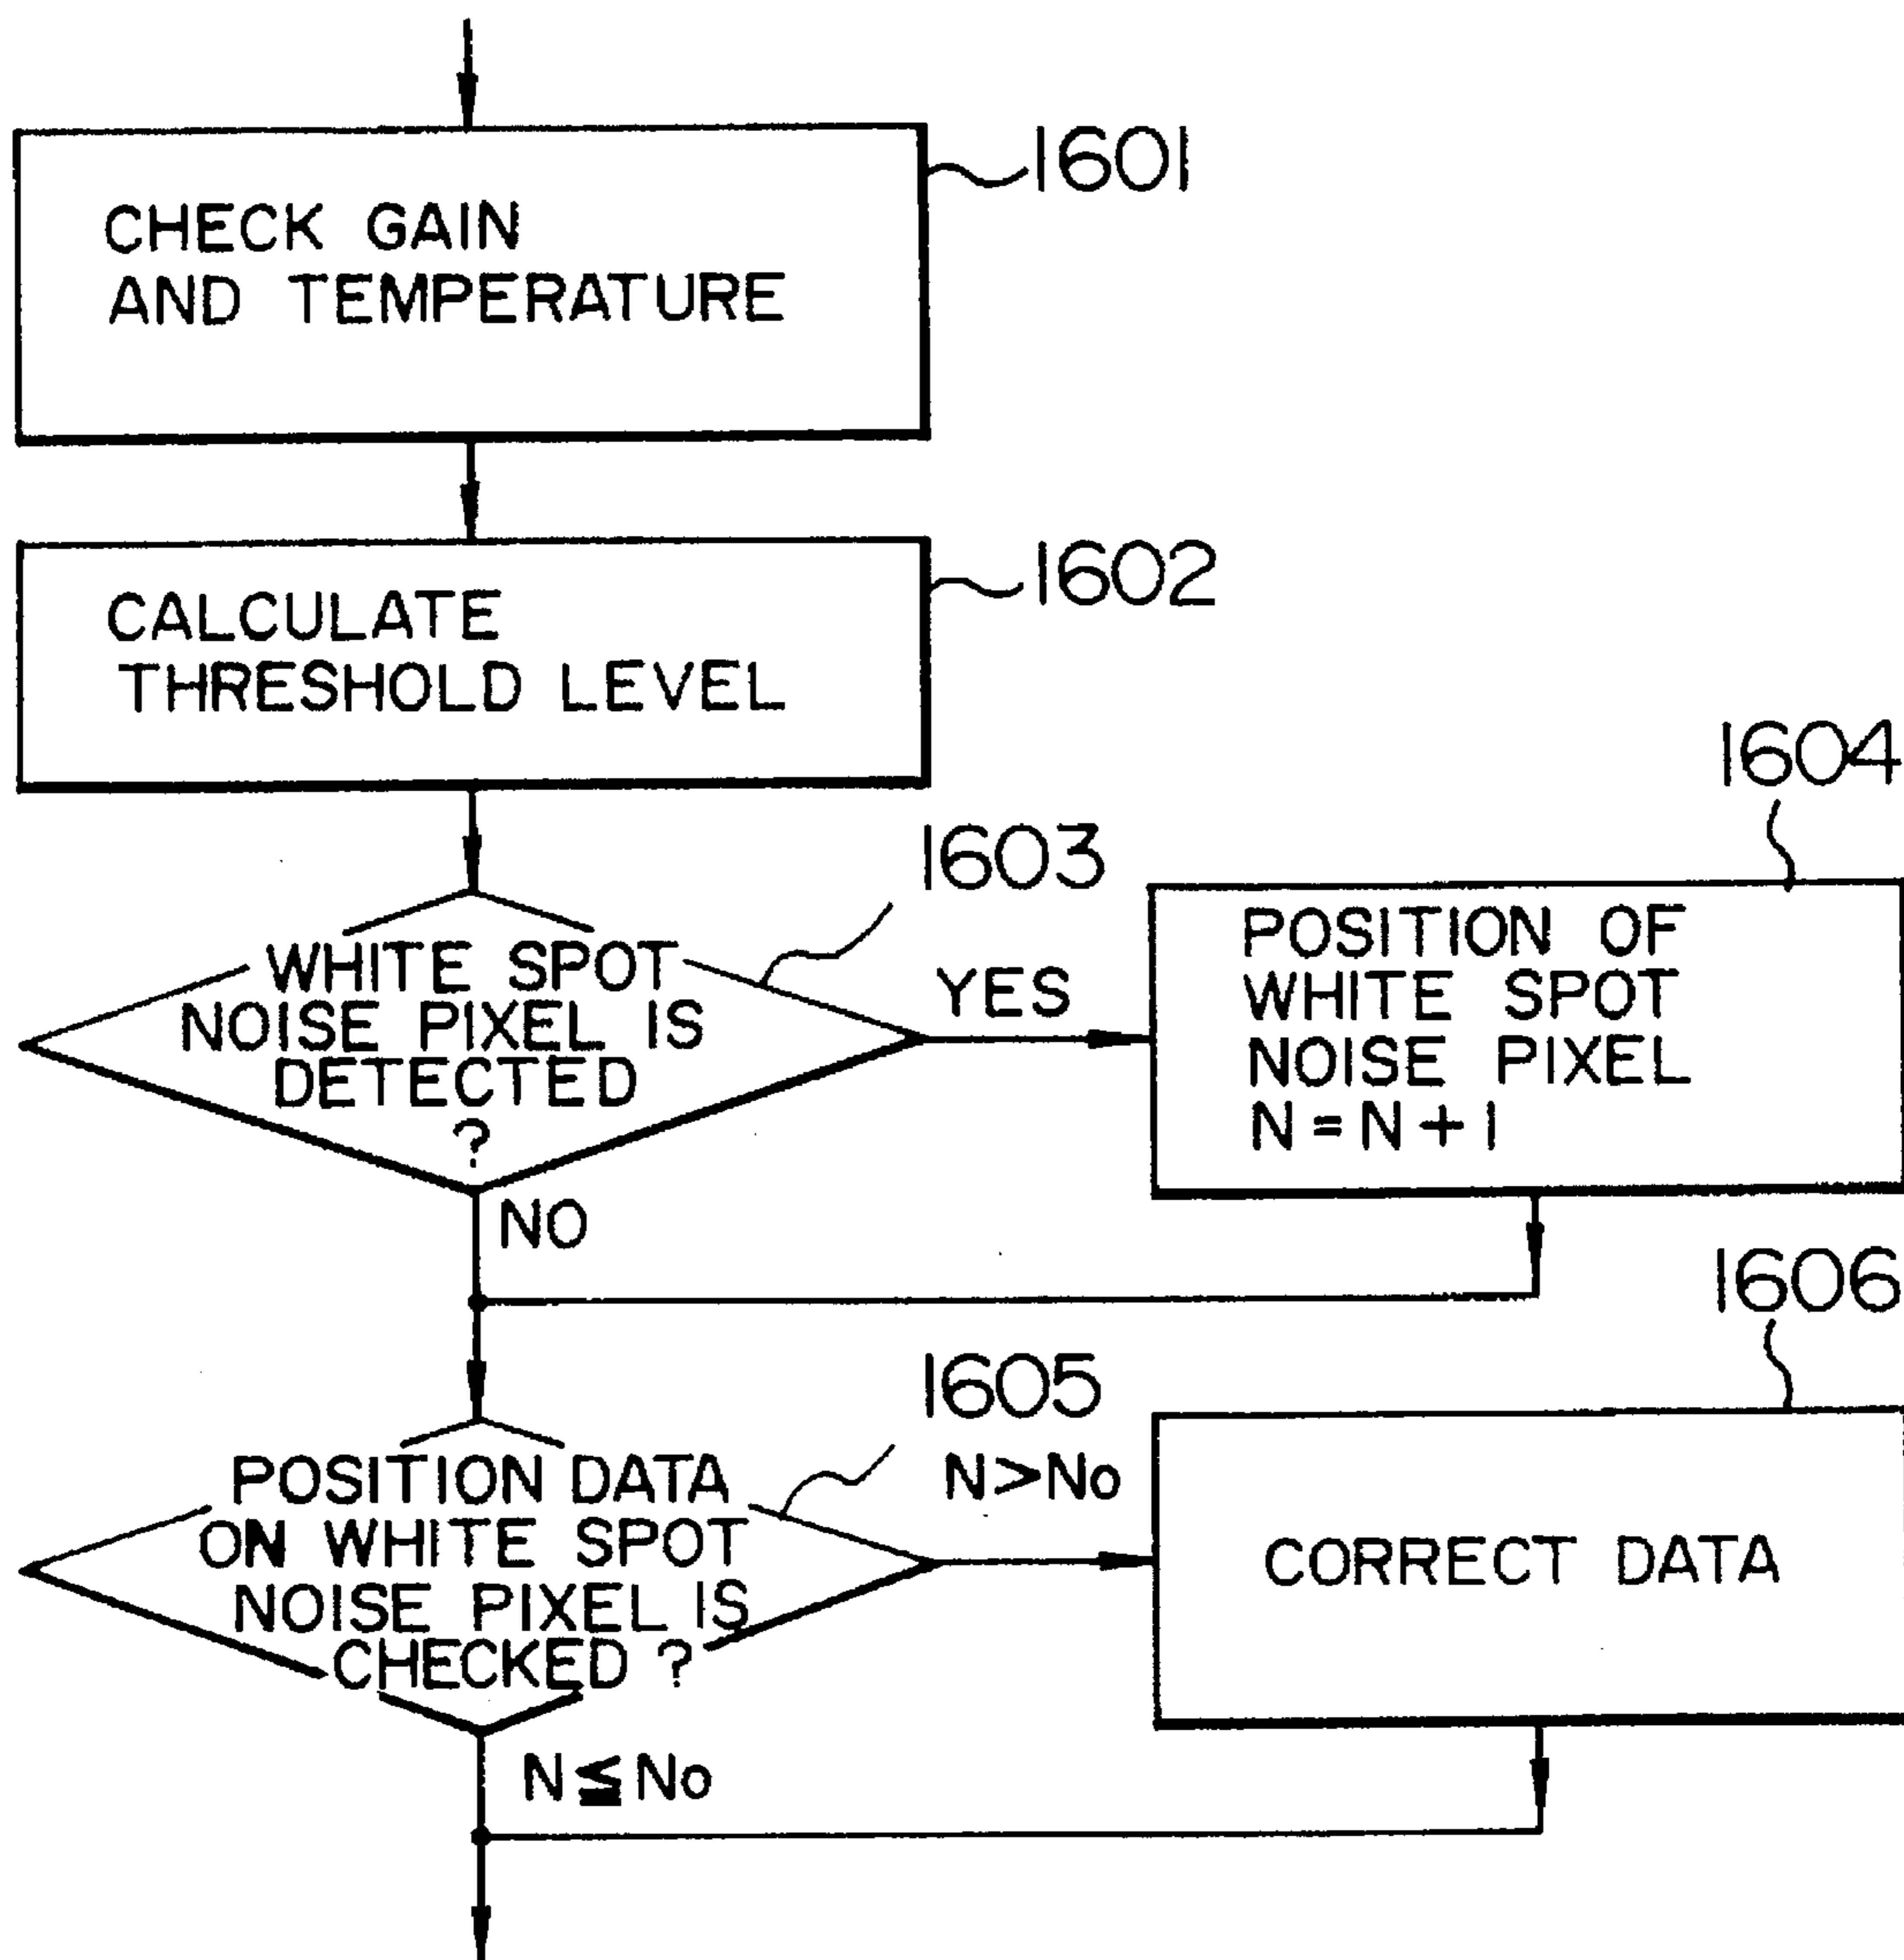 1601
CHECK GAIN
AND TEMPERATURE
1602
CALCULATE
THRESHOLD LEVEL
1603
WHITE SPOT
NOISE PIXEL IS
DETECTED
?
YES
NO
1604
POSITION OF
WHITE SPOT
NOISE PIXEL
N=N+1
1605
POSITION DATA
ON WHITE SPOT
NOISE PIXEL IS
CHECKED ?
N>No
N≦No
1606
CORRECT DATA